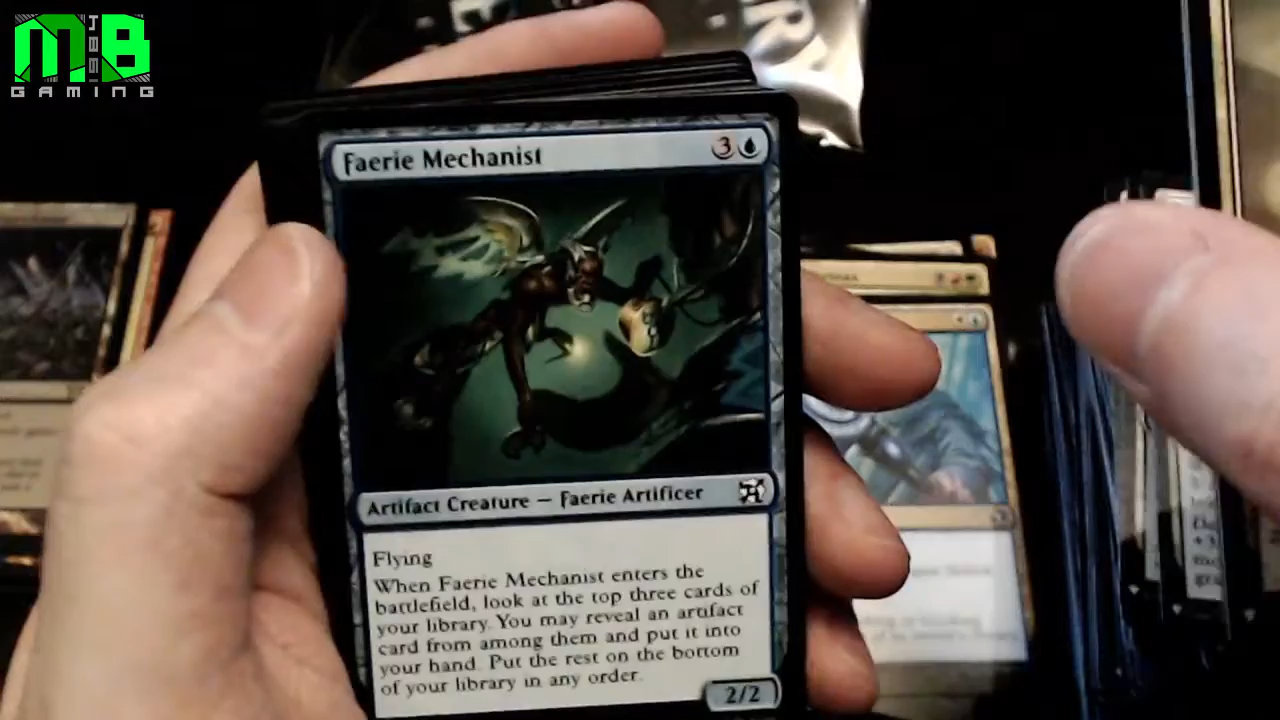 MB
1987
GAMING
Faerie Mechanist
3
Artifact Creature — Faerie Artificer
Flying
When Faerie Mechanist enters the
battlefield, look at the top three cards of
your library. You may reveal an artifact
card from among them and put it into
your hand. Put the rest on the bottom
of your library in any order.
2/2